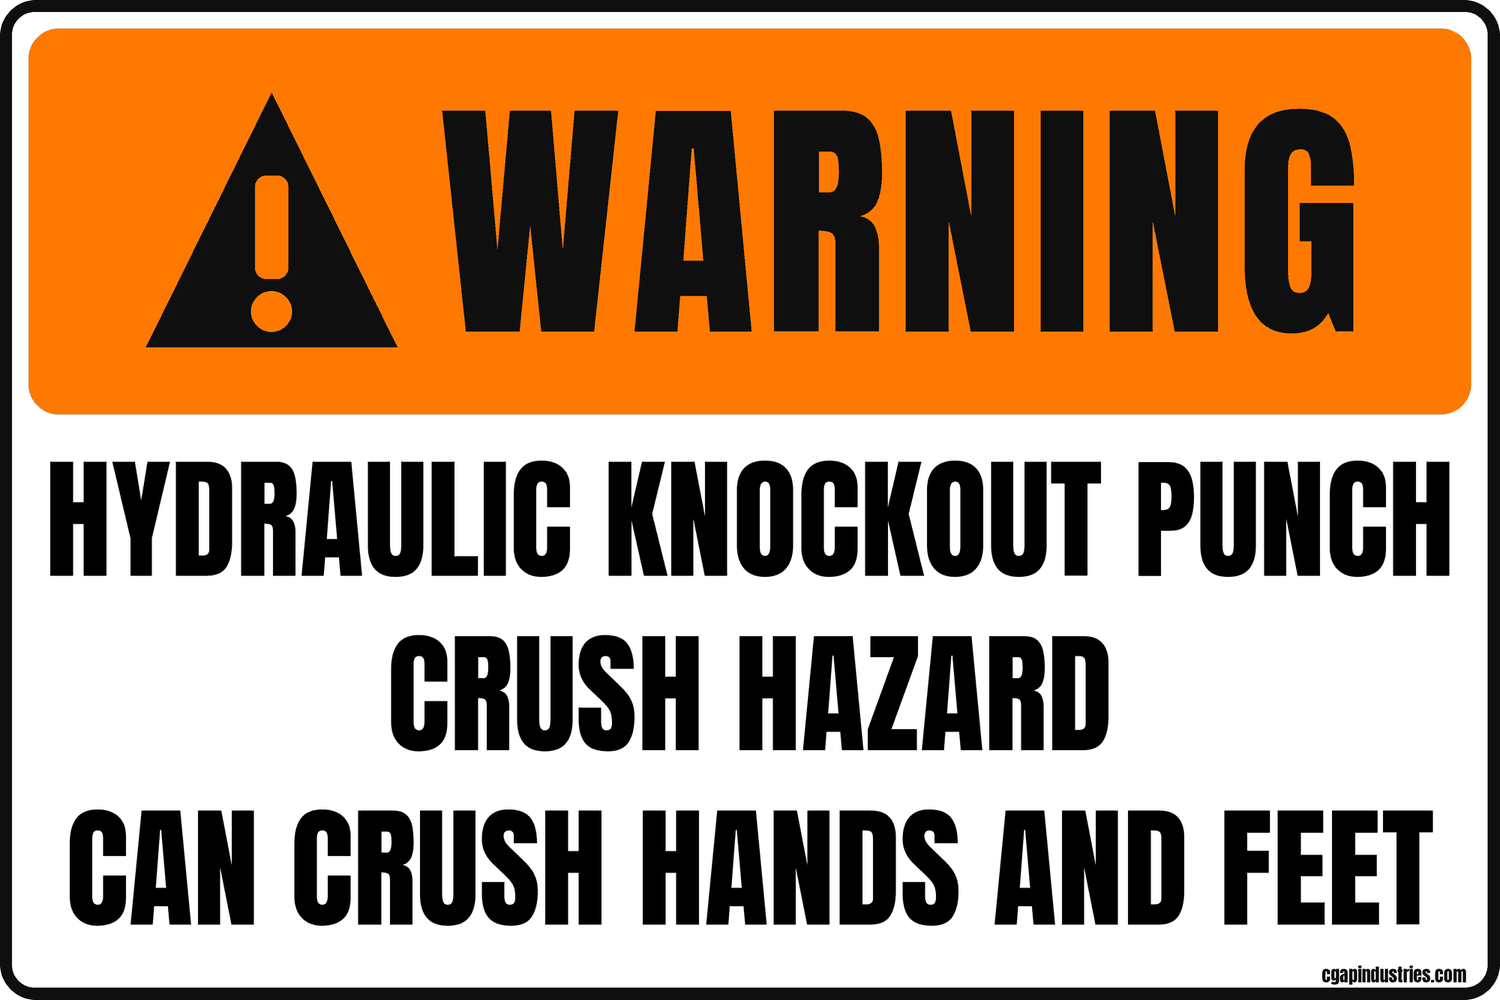 WARNING
HYDRAULIC KNOCKOUT PUNCH
CRUSH HAZARD
CAN CRUSH HANDS AND FEET
cgapindustries.com